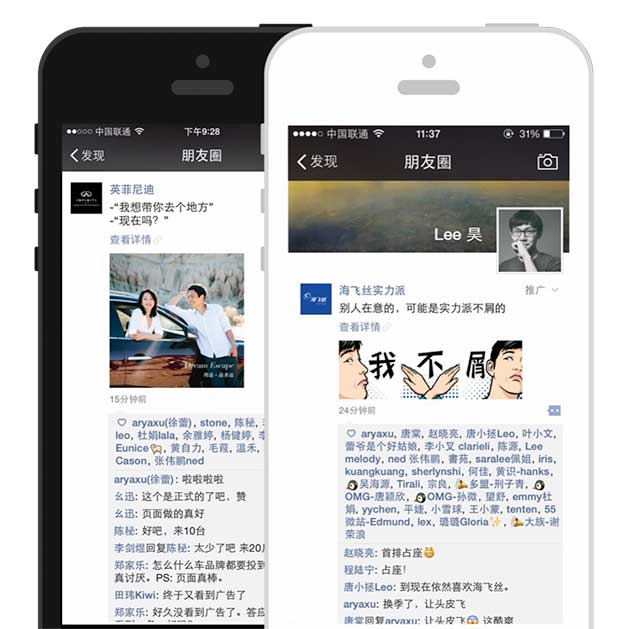 中国联通
下午9:28
发现
朋友圈
INFINITI
英菲尼迪
-“我想带你去个地方”
-“现在吗？”
查看详情
Dream Escape
15分钟前
aryaxu(徐蕾), stone, 陈秘,
leo, 杜娟lala, 余雅婷, 杨健婷,
Eunice, 黄自力, 毛葭, 温禾,
Cason, 张伟鹏ned
aryaxu(徐蕾): 啦啦啦啦
幺迅: 这个是正式的了吧，赞
幺迅: 页面做的真好
陈秘: 好吧，来10台
李剑煜回复陈秘: 太少了吧 来20
郑家乐: 怎么什么车品牌都要投到
真讨厌。PS: 页面真棒。
田玮Kiwi: 终于又看到广告了
郑家乐: 好久没看到广告了。答应
中国联通
11:37
31%
发现
朋友圈
Lee 昊
海飞丝
海飞丝实力派
推广
别人在意的，可能是实力派不屑的
查看详情
我不屑
24分钟前
aryaxu, 唐棠, 赵晓亮, 唐小拯Leo, 叶小文,
蕾爷是个好姑娘, 李小叉 clarieli, 陈源, Lee
melody, ned 张伟鹏, 書苑, saralee佩姐, iris,
kuangkuang, sherlynshi, 何佳, 黄识-hanks,
吴海源, Tirali, 宗良, 多盟-邢子青,
OMG-唐颖欣, OMG-孙微, 望舒, emmy杜
娟, yychen, 平婕, 小雪球, 王小蒙, tenten, 55
微站-Edmund, lex, 璐璐Gloria, 大族-谢
荣浪
赵晓亮: 首排占座
程陆宁: 占座！
唐小拯Leo: 到现在依然喜欢海飞丝。
aryaxu: 换季了，让头皮飞
唐棠回复aryaxu: 让头皮飞 这酷爽